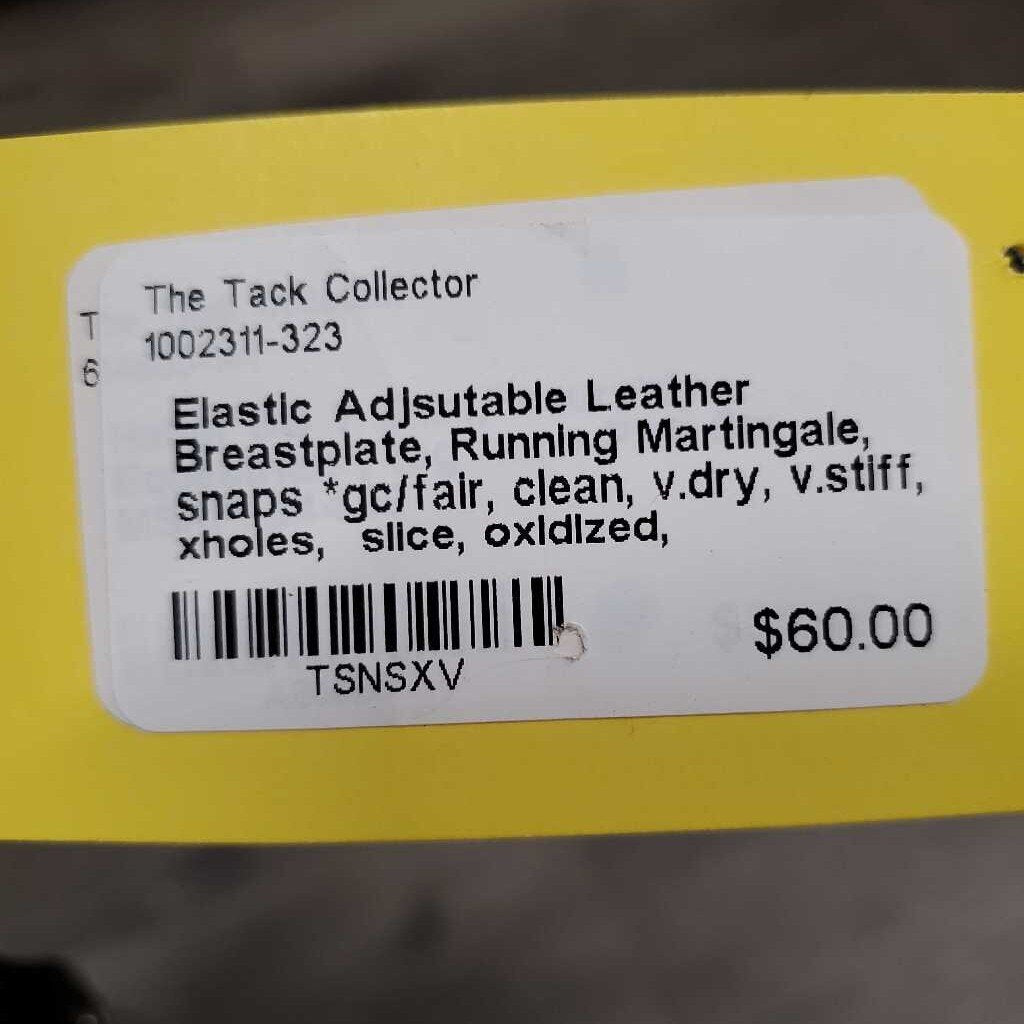 The Tack Collector
1002311-323
T
6
Elastic Adjsutable Leather
Breastplate, Running Martingale,
snaps *gc/fair, clean, v.dry, v.stiff,
xholes, slice, oxidized,
TSNSXV
$60.00